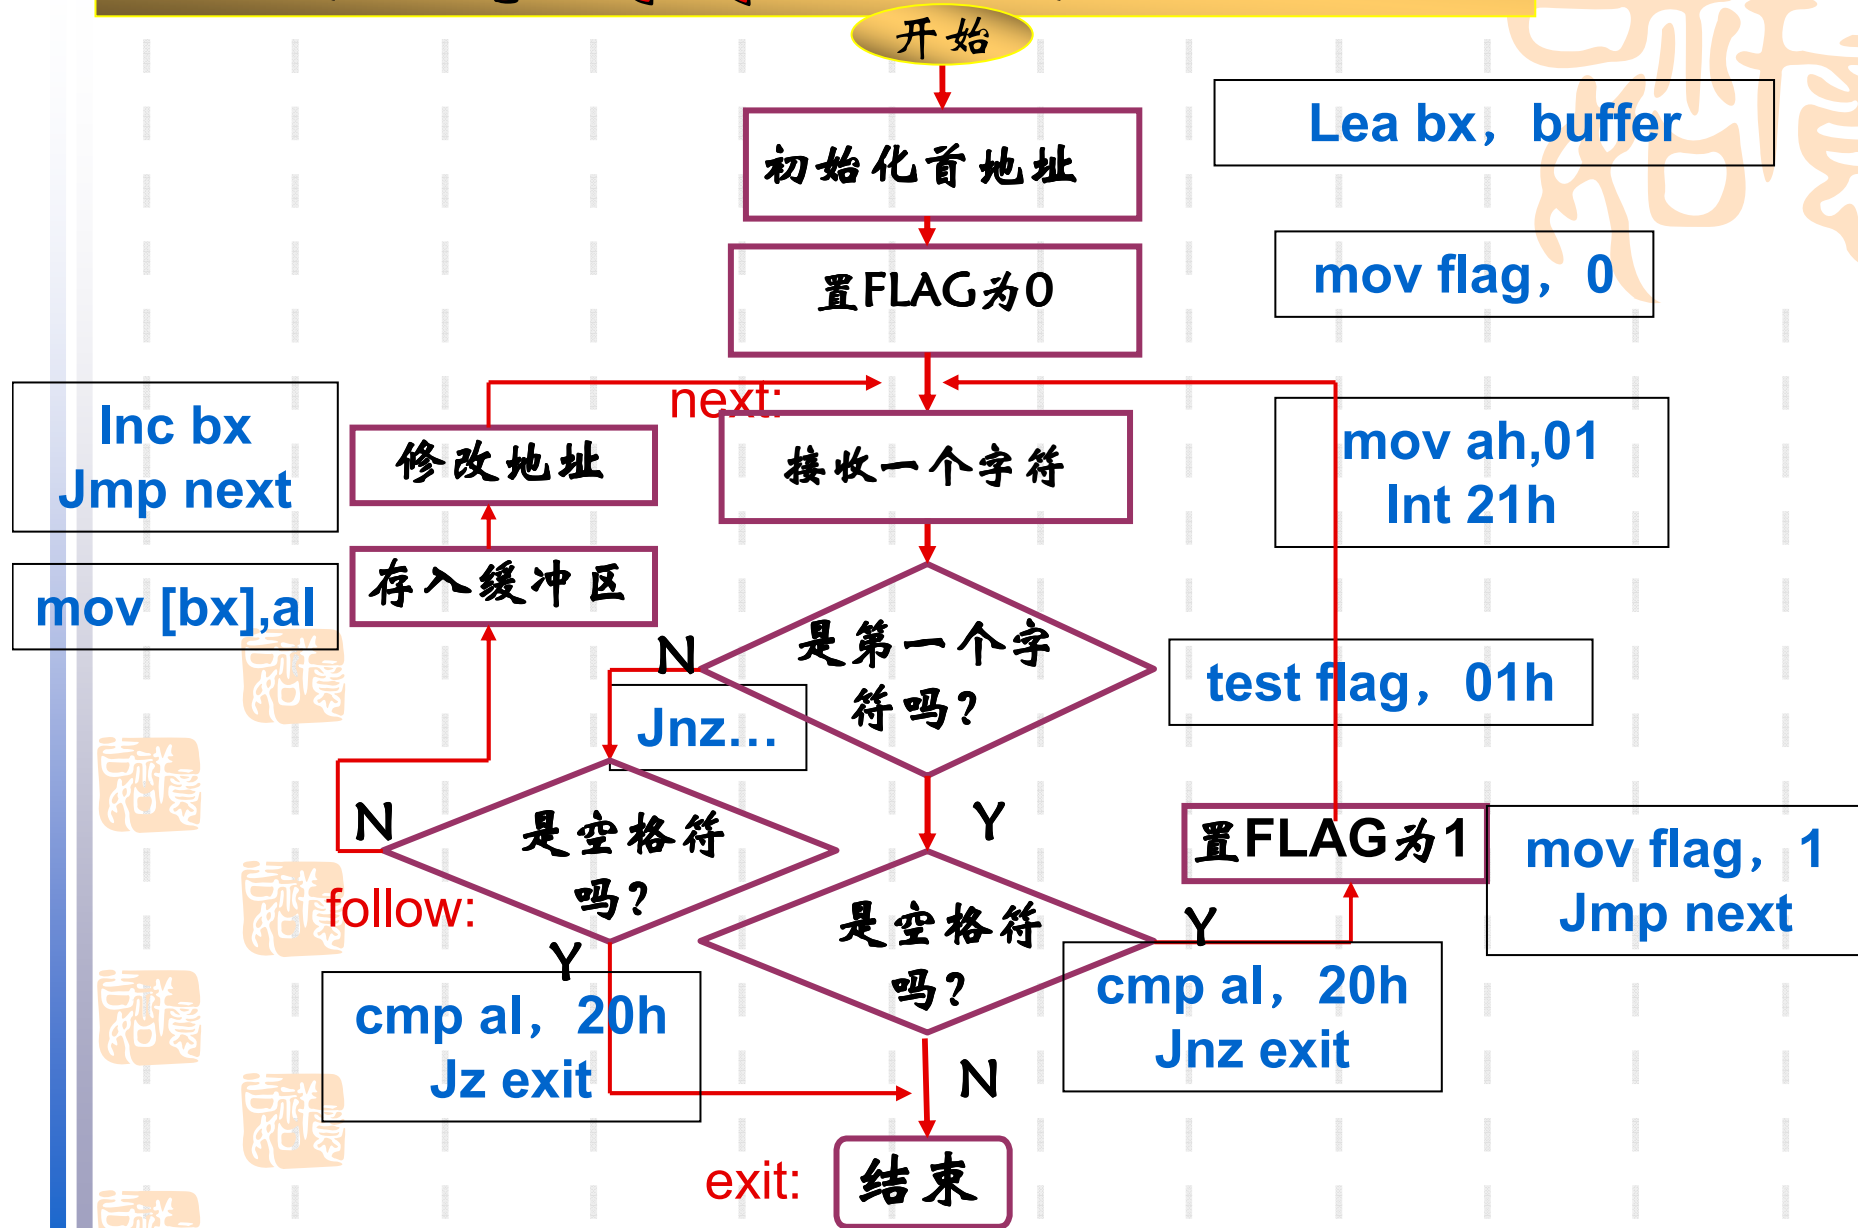 开始
Lea bx，buffer
初始化首地址
mov flag，0
置FLAG为0
next:
Inc bx
Jmp next
修改地址
接收一个字符
mov ah,01
Int 21h
mov [bx],al
存入缓冲区
N
是第一个字
符吗?
test flag，01h
Jnz...
N
是空格符
吗?
Y
置FLAG为1
mov flag，1
Jmp next
follow:
Y
是空格符
吗?
Y
cmp al，20h
Jz exit
cmp al，20h
Jnz exit
N
exit:
结束